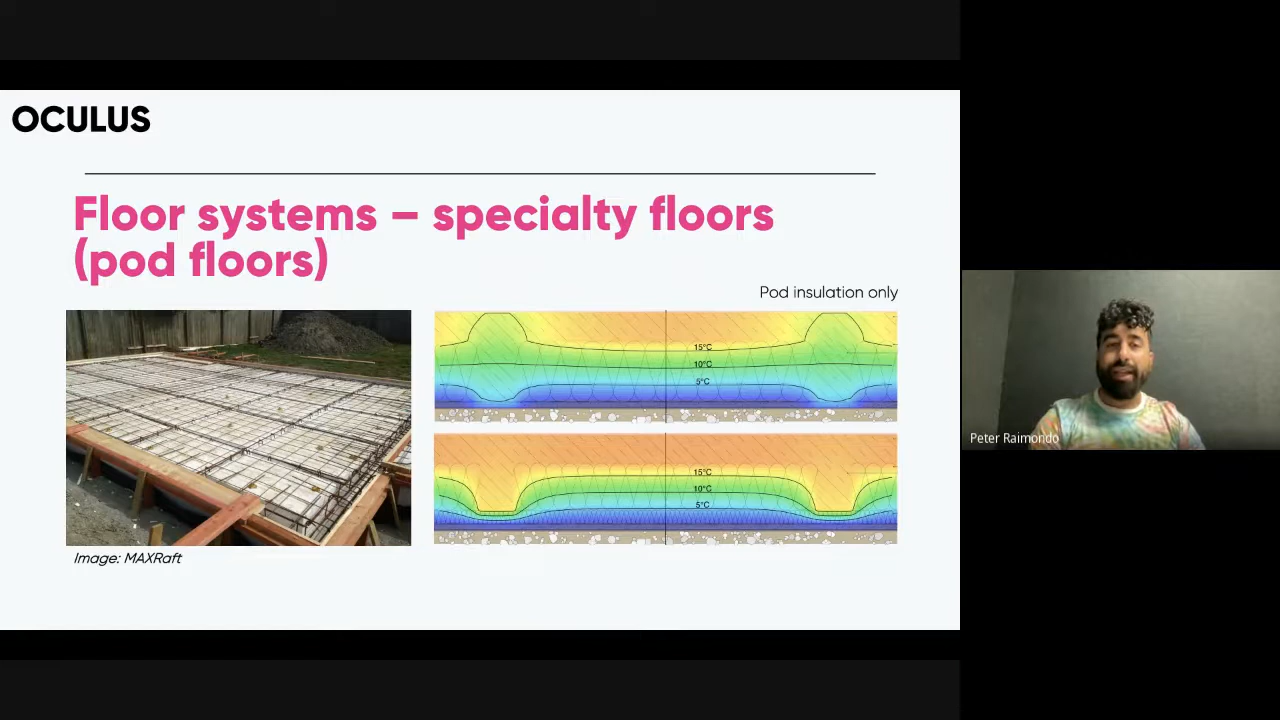 OCULUS
Floor systems – specialty floors
(pod floors)
Pod insulation only
15°C
10°C
5°C
15°C
10°C
5°C
Image: MAXRaft
Peter Raimondo